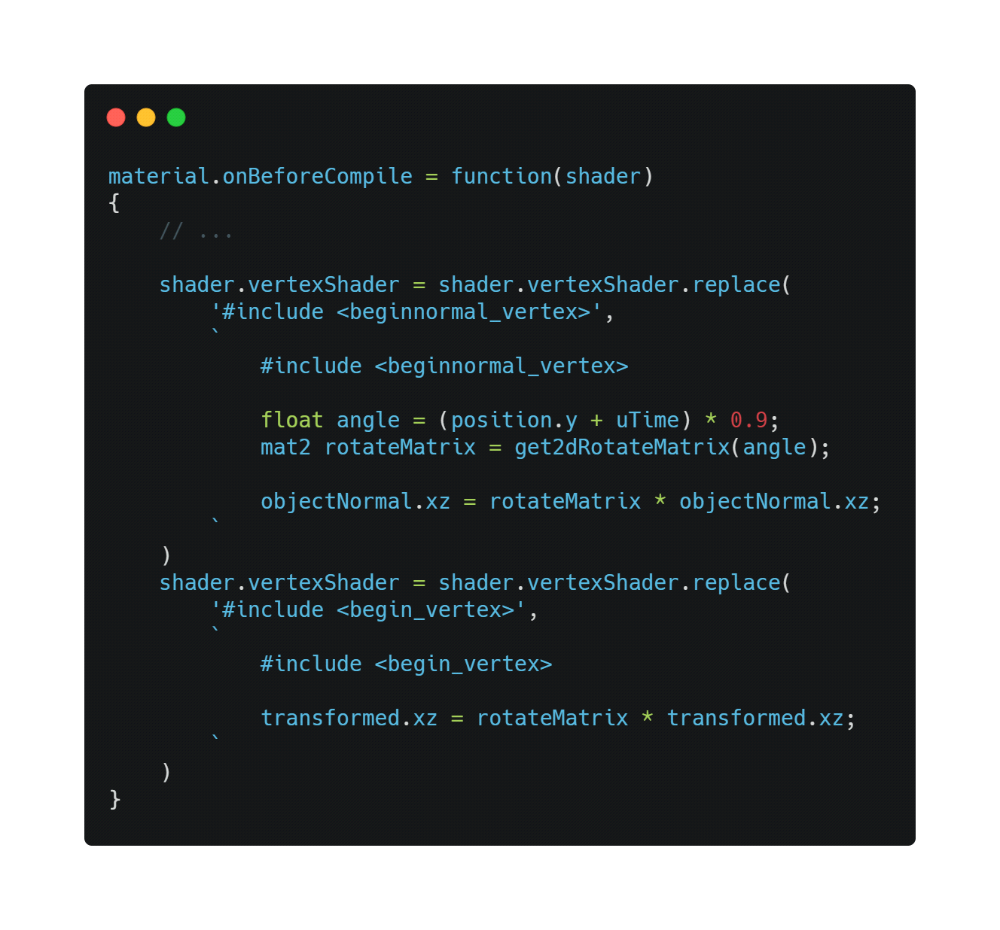 material.onBeforeCompile = function(shader)
{
    // ...

    shader.vertexShader = shader.vertexShader.replace(
        '#include <beginnormal_vertex>',
        `
            #include <beginnormal_vertex>

            float angle = (position.y + uTime) * 0.9;
            mat2 rotateMatrix = get2dRotateMatrix(angle);

            objectNormal.xz = rotateMatrix * objectNormal.xz;
        `
    )
    shader.vertexShader = shader.vertexShader.replace(
        '#include <begin_vertex>',
        `
            #include <begin_vertex>

            transformed.xz = rotateMatrix * transformed.xz;
        `
    )
}